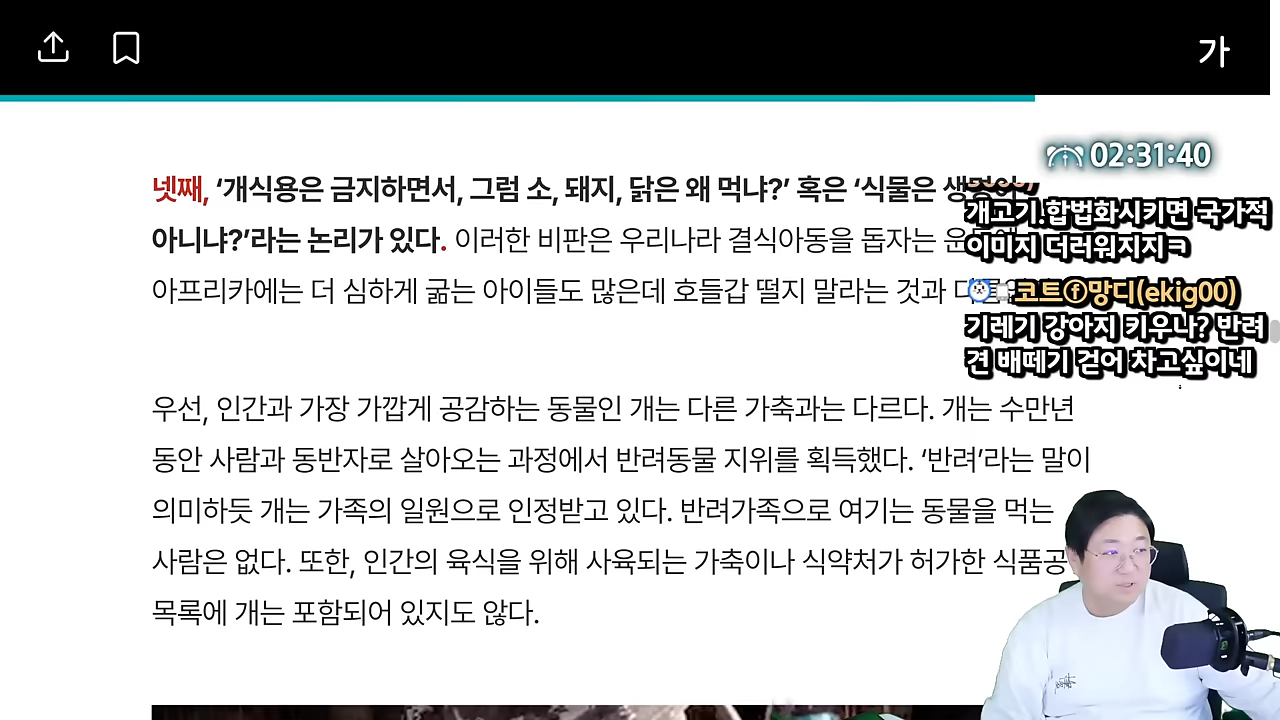 가
넷째, ‘개식용은 금지하면서, 그럼 소, 돼지, 닭은 왜 먹냐?’ 혹은 ‘식물은
아니냐?’라는 논리가 있다. 이러한 비판은 우리나라 결식아동을 돕자는
아프리카에는 더 심하게 굶는 아이들도 많은데 호들갑 떨지 말라는 것과
우선, 인간과 가장 가깝게 공감하는 동물인 개는 다른 가축과는 다르다. 개는 수만년
동안 사람과 동반자로 살아오는 과정에서 반려동물 지위를 획득했다. ‘반려’라는 말이
의미하듯 개는 가족의 일원으로 인정받고 있다. 반려가족으로 여기는 동물을 먹는
사람은 없다. 또한, 인간의 육식을 위해 사육되는 가축이나 식약처가 허가한 식품공
목록에 개는 포함되어 있지도 않다.
02:31:40
개고기.합법화시키면 국가적
이미지 더러워지지ㅋ
코트ⓕ망디(ekig00)
기레기 강아지 키우나? 반려
견 배떼기 걷어 차고싶이네